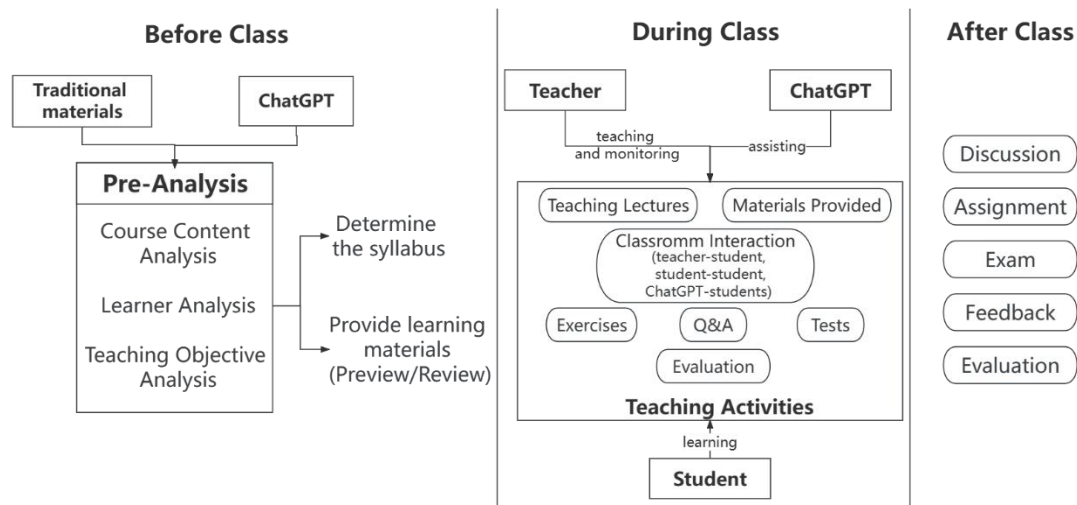 Before Class
Traditional
materials
ChatGPT
Pre-Analysis
Course Content
Analysis
Learner Analysis
Teaching Objective
Analysis
Determine
the syllabus
Provide learning
materials
(Preview/Review)
During Class
Teacher
ChatGPT
teaching
and monitoring
assisting
Teaching Lectures
Materials Provided
Classromm Interaction
(teacher-student,
student-student,
ChatGPT-students)
Exercises
Q&A
Tests
Evaluation
Teaching Activities
learning
Student
After Class
Discussion
Assignment
Exam
Feedback
Evaluation